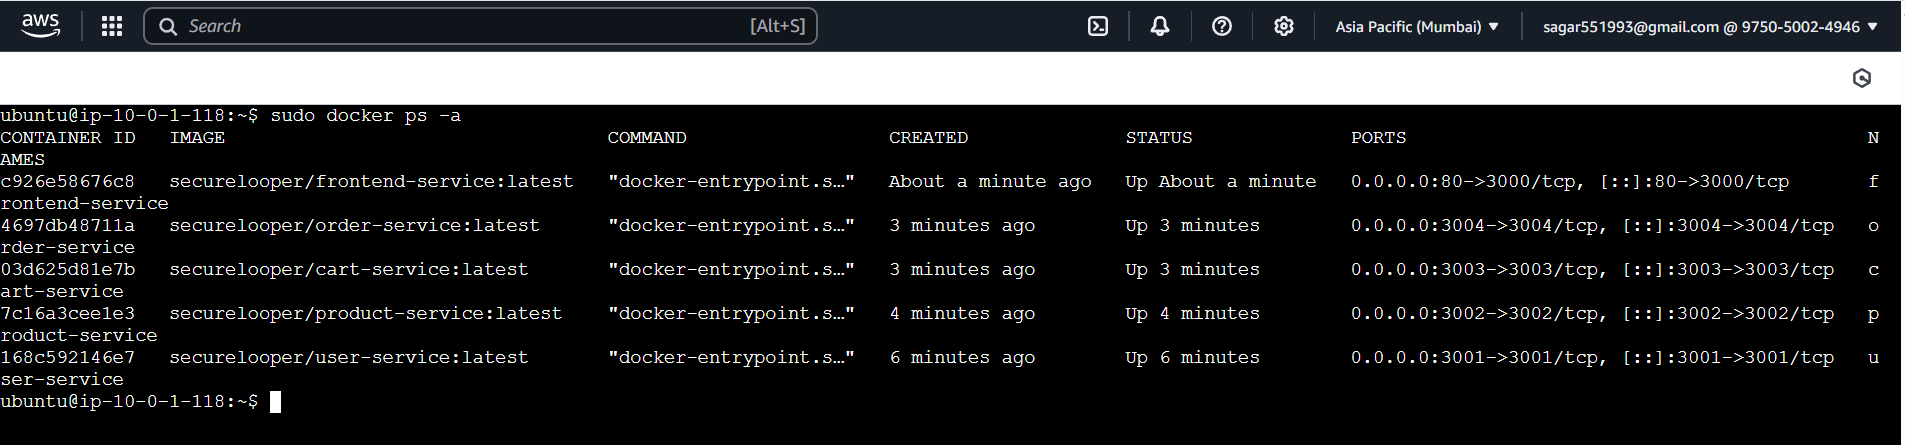 aws Search [Alt+S] Asia Pacific (Mumbai) sagar551993@gmail.com @ 9750-5002-4946
ubuntu@ip-10-0-1-118:~$ sudo docker ps -a
CONTAINER ID IMAGE COMMAND CREATED STATUS PORTS N
AMES
c926e58676c8 securelooper/frontend-service:latest "docker-entrypoint.s…" About a minute ago Up About a minute 0.0.0.0:80->3000/tcp, [::]:80->3000/tcp f
rontend-service
4697db48711a securelooper/order-service:latest "docker-entrypoint.s…" 3 minutes ago Up 3 minutes 0.0.0.0:3004->3004/tcp, [::]:3004->3004/tcp o
rder-service
03d625d81e7b securelooper/cart-service:latest "docker-entrypoint.s…" 3 minutes ago Up 3 minutes 0.0.0.0:3003->3003/tcp, [::]:3003->3003/tcp c
art-service
7c16a3cee1e3 securelooper/product-service:latest "docker-entrypoint.s…" 4 minutes ago Up 4 minutes 0.0.0.0:3002->3002/tcp, [::]:3002->3002/tcp p
roduct-service
168c592146e7 securelooper/user-service:latest "docker-entrypoint.s…" 6 minutes ago Up 6 minutes 0.0.0.0:3001->3001/tcp, [::]:3001->3001/tcp u
ser-service
ubuntu@ip-10-0-1-118:~$